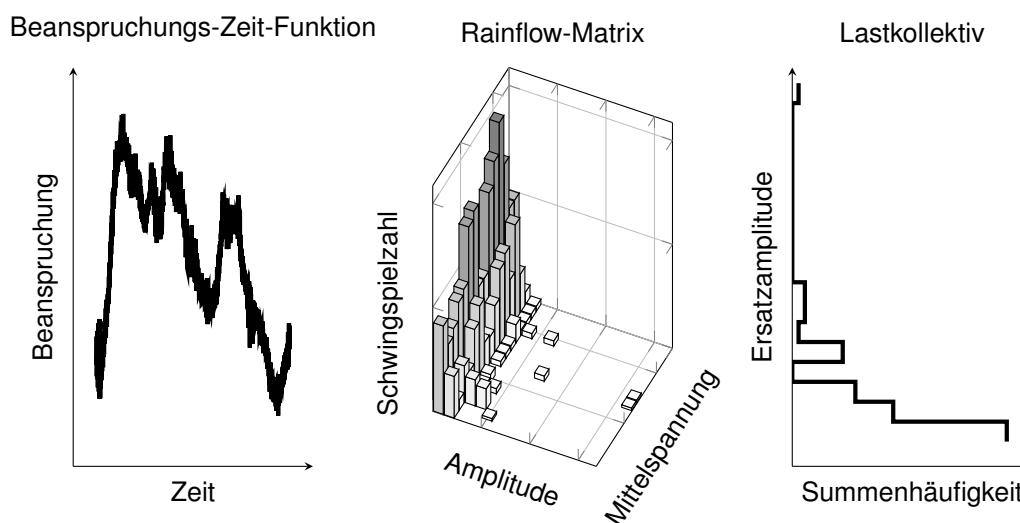 Beanspruchungs-Zeit-Funktion
Beanspruchung
Zeit
Rainflow-Matrix
Schwingspielzahl
Amplitude
Mittelspannung
Lastkollektiv
Ersatzamplitude
Summenhäufigkeit